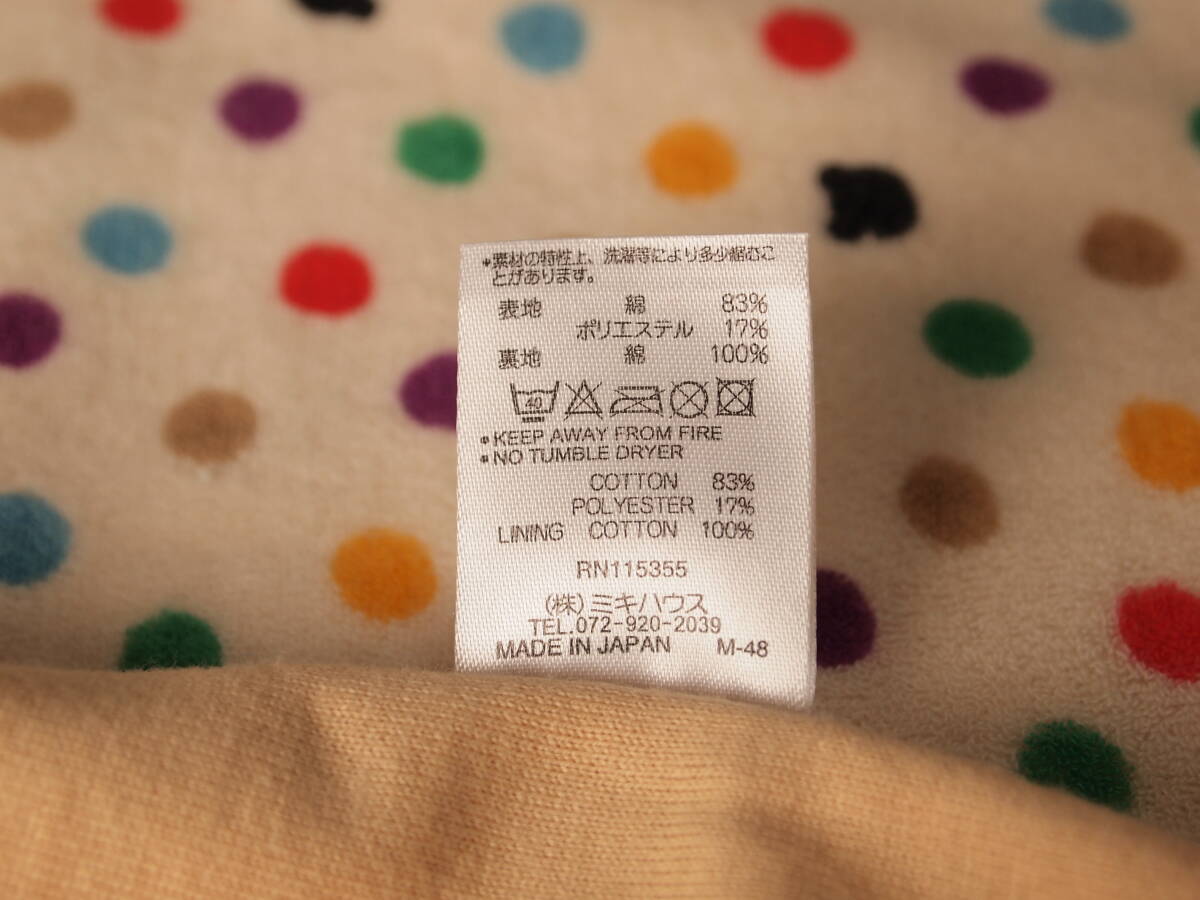 *素材の特性上、洗濯等により多少縮むこ
とがあります。
表地 綿 83%
ポリエステル 17%
裏地 綿 100%
40
•KEEP AWAY FROM FIRE
•NO TUMBLE DRYER
COTTON 83%
POLYESTER 17%
LINING COTTON 100%
RN115355
(株)ミキハウス
TEL.072-920-2039
MADE IN JAPAN M-48